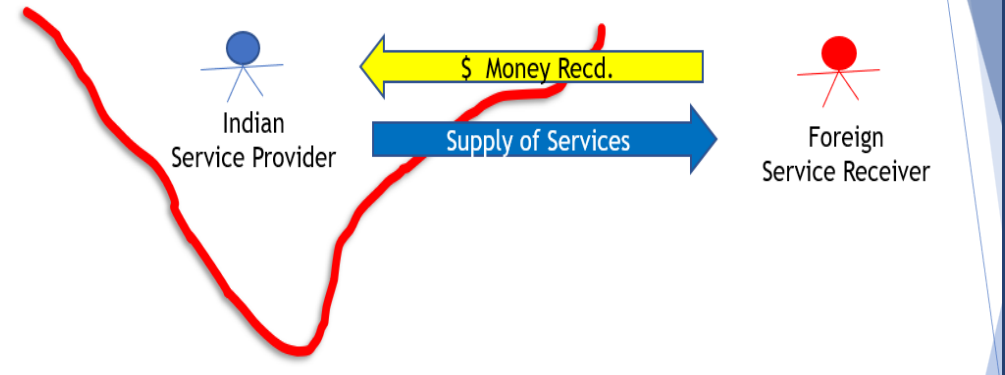 $ Money Recd.
Indian
Service Provider
Supply of Services
Foreign
Service Receiver